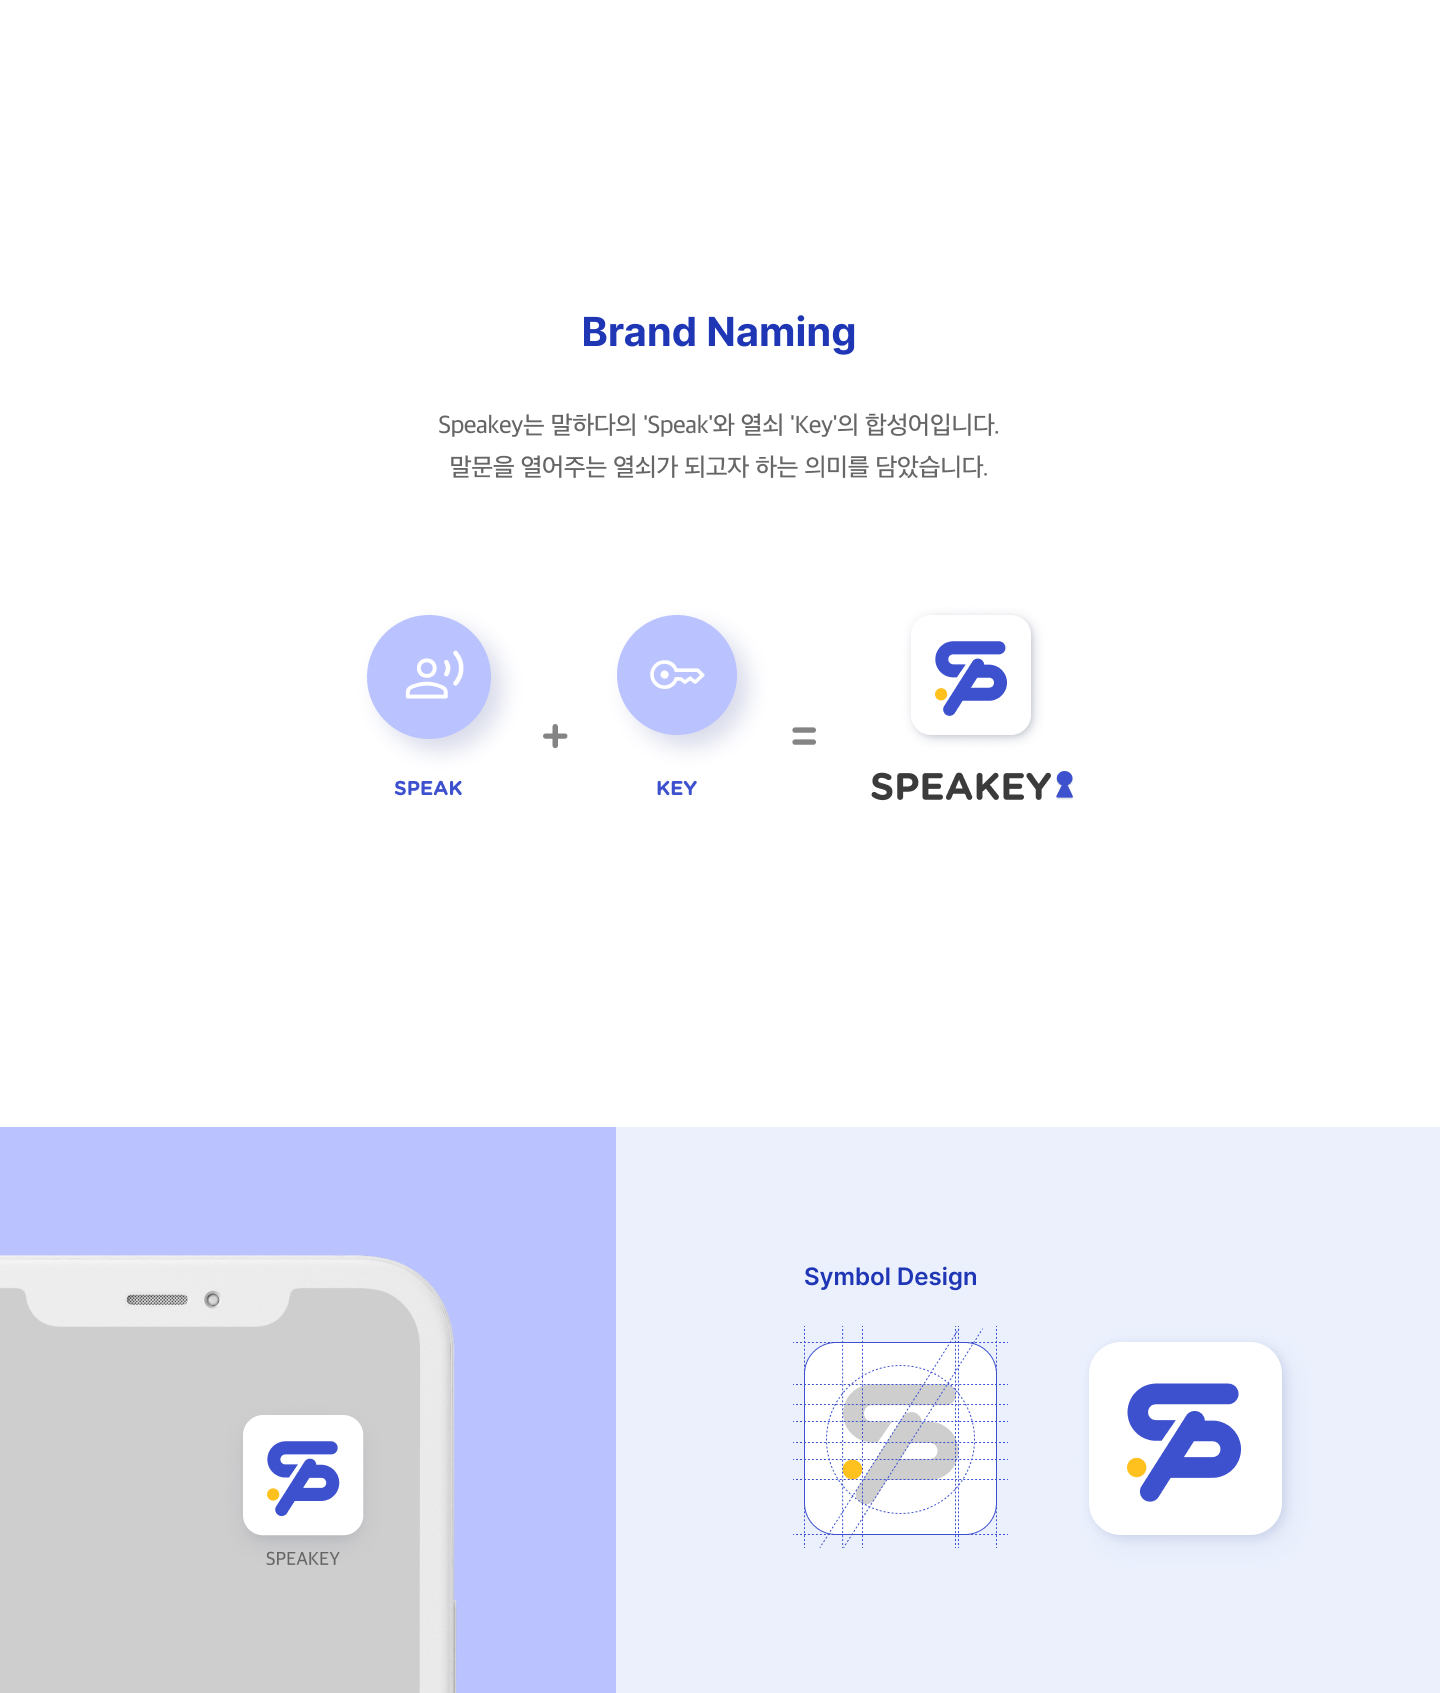 Brand Naming
Speakey는 말하다의 'Speak'와 열쇠 'Key'의 합성어입니다.
말문을 열어주는 열쇠가 되고자 하는 의미를 담았습니다.
SPEAK
KEY
SPEAKEY
Symbol Design
SPEAKEY